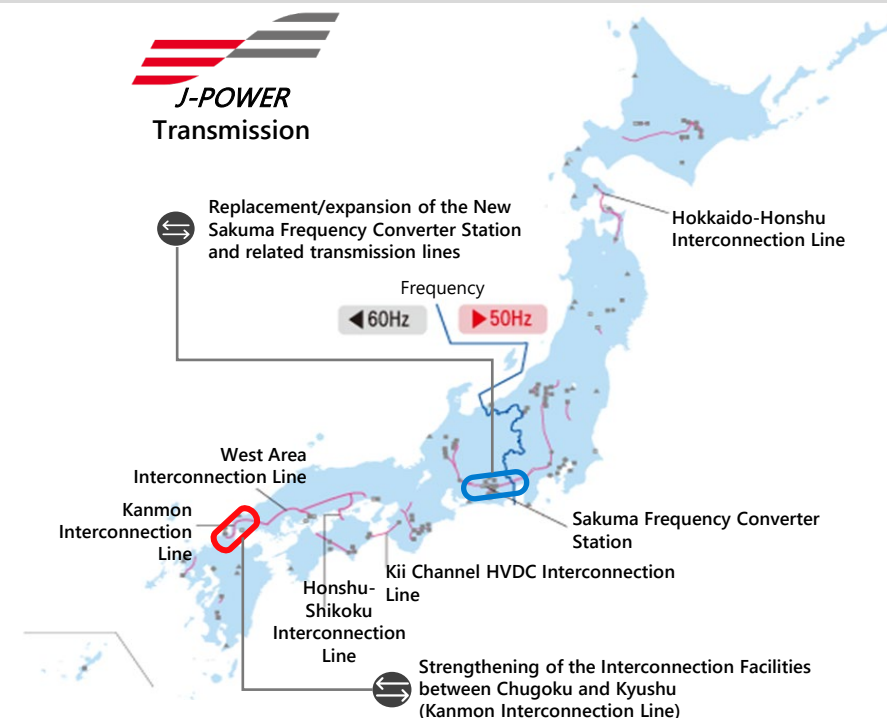 J-POWER
Transmission
Replacement/expansion of the New
Sakuma Frequency Converter Station
and related transmission lines
Hokkaido-Honshu
Interconnection Line
Frequency
◀60Hz
▶50Hz
West Area
Interconnection Line
Kanmon
Interconnection
Line
Sakuma Frequency Converter
Station
Kii Channel HVDC Interconnection
Line
Honshu-
Shikoku
Interconnection
Line
Strengthening of the Interconnection Facilities
between Chugoku and Kyushu
(Kanmon Interconnection Line)